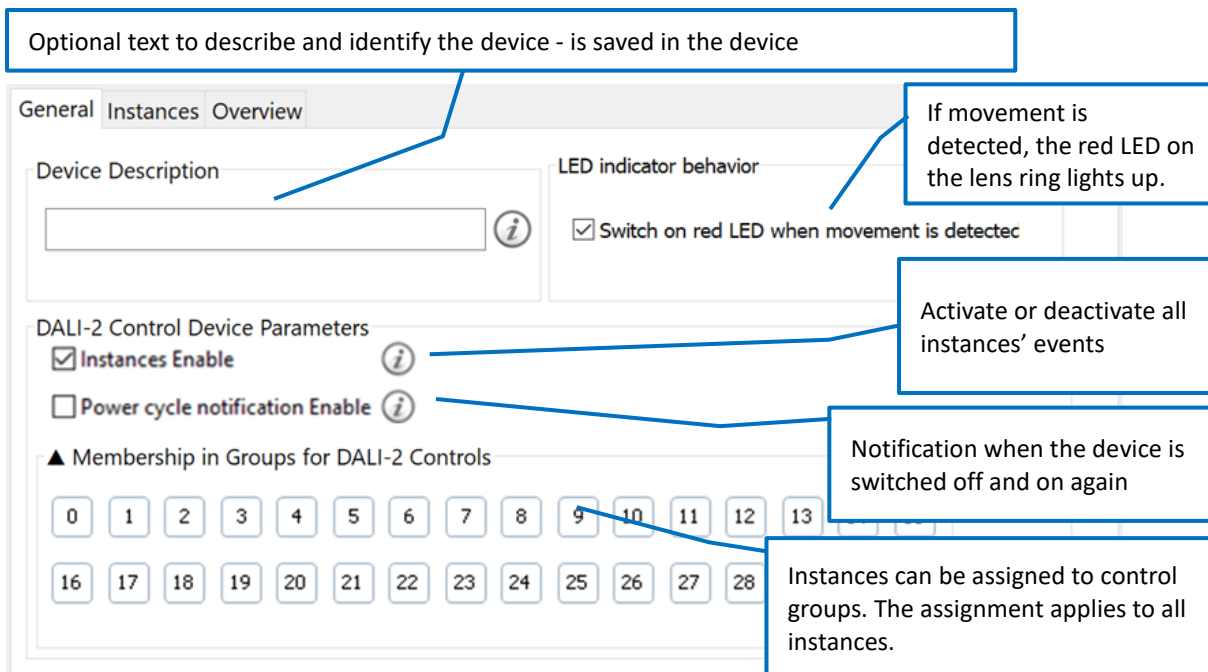 Optional text to describe and identify the device - is saved in the device
General Instances Overview
If movement is
detected, the red LED on
the lens ring lights up.
Device Description
LED indicator behavior
Switch on red LED when movement is detected
Activate or deactivate all
instances’ events
DALI-2 Control Device Parameters
Instances Enable
Power cycle notification Enable
Notification when the device is
switched off and on again
▲ Membership in Groups for DALI-2 Controls
0 1 2 3 4 5 6 7 8 9 10 11 12 13
16 17 18 19 20 21 22 23 24 25 26 27 28
Instances can be assigned to control
groups. The assignment applies to all
instances.